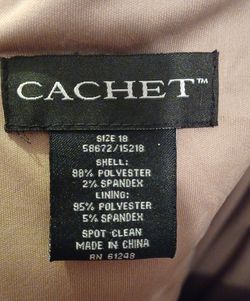 CACHET™
SIZE 18
58672/15218
SHELL:
98% POLYESTER
2% SPANDEX
LINING:
95% POLYESTER
5% SPANDEX
SPOT CLEAN
MADE IN CHINA
RN 61248